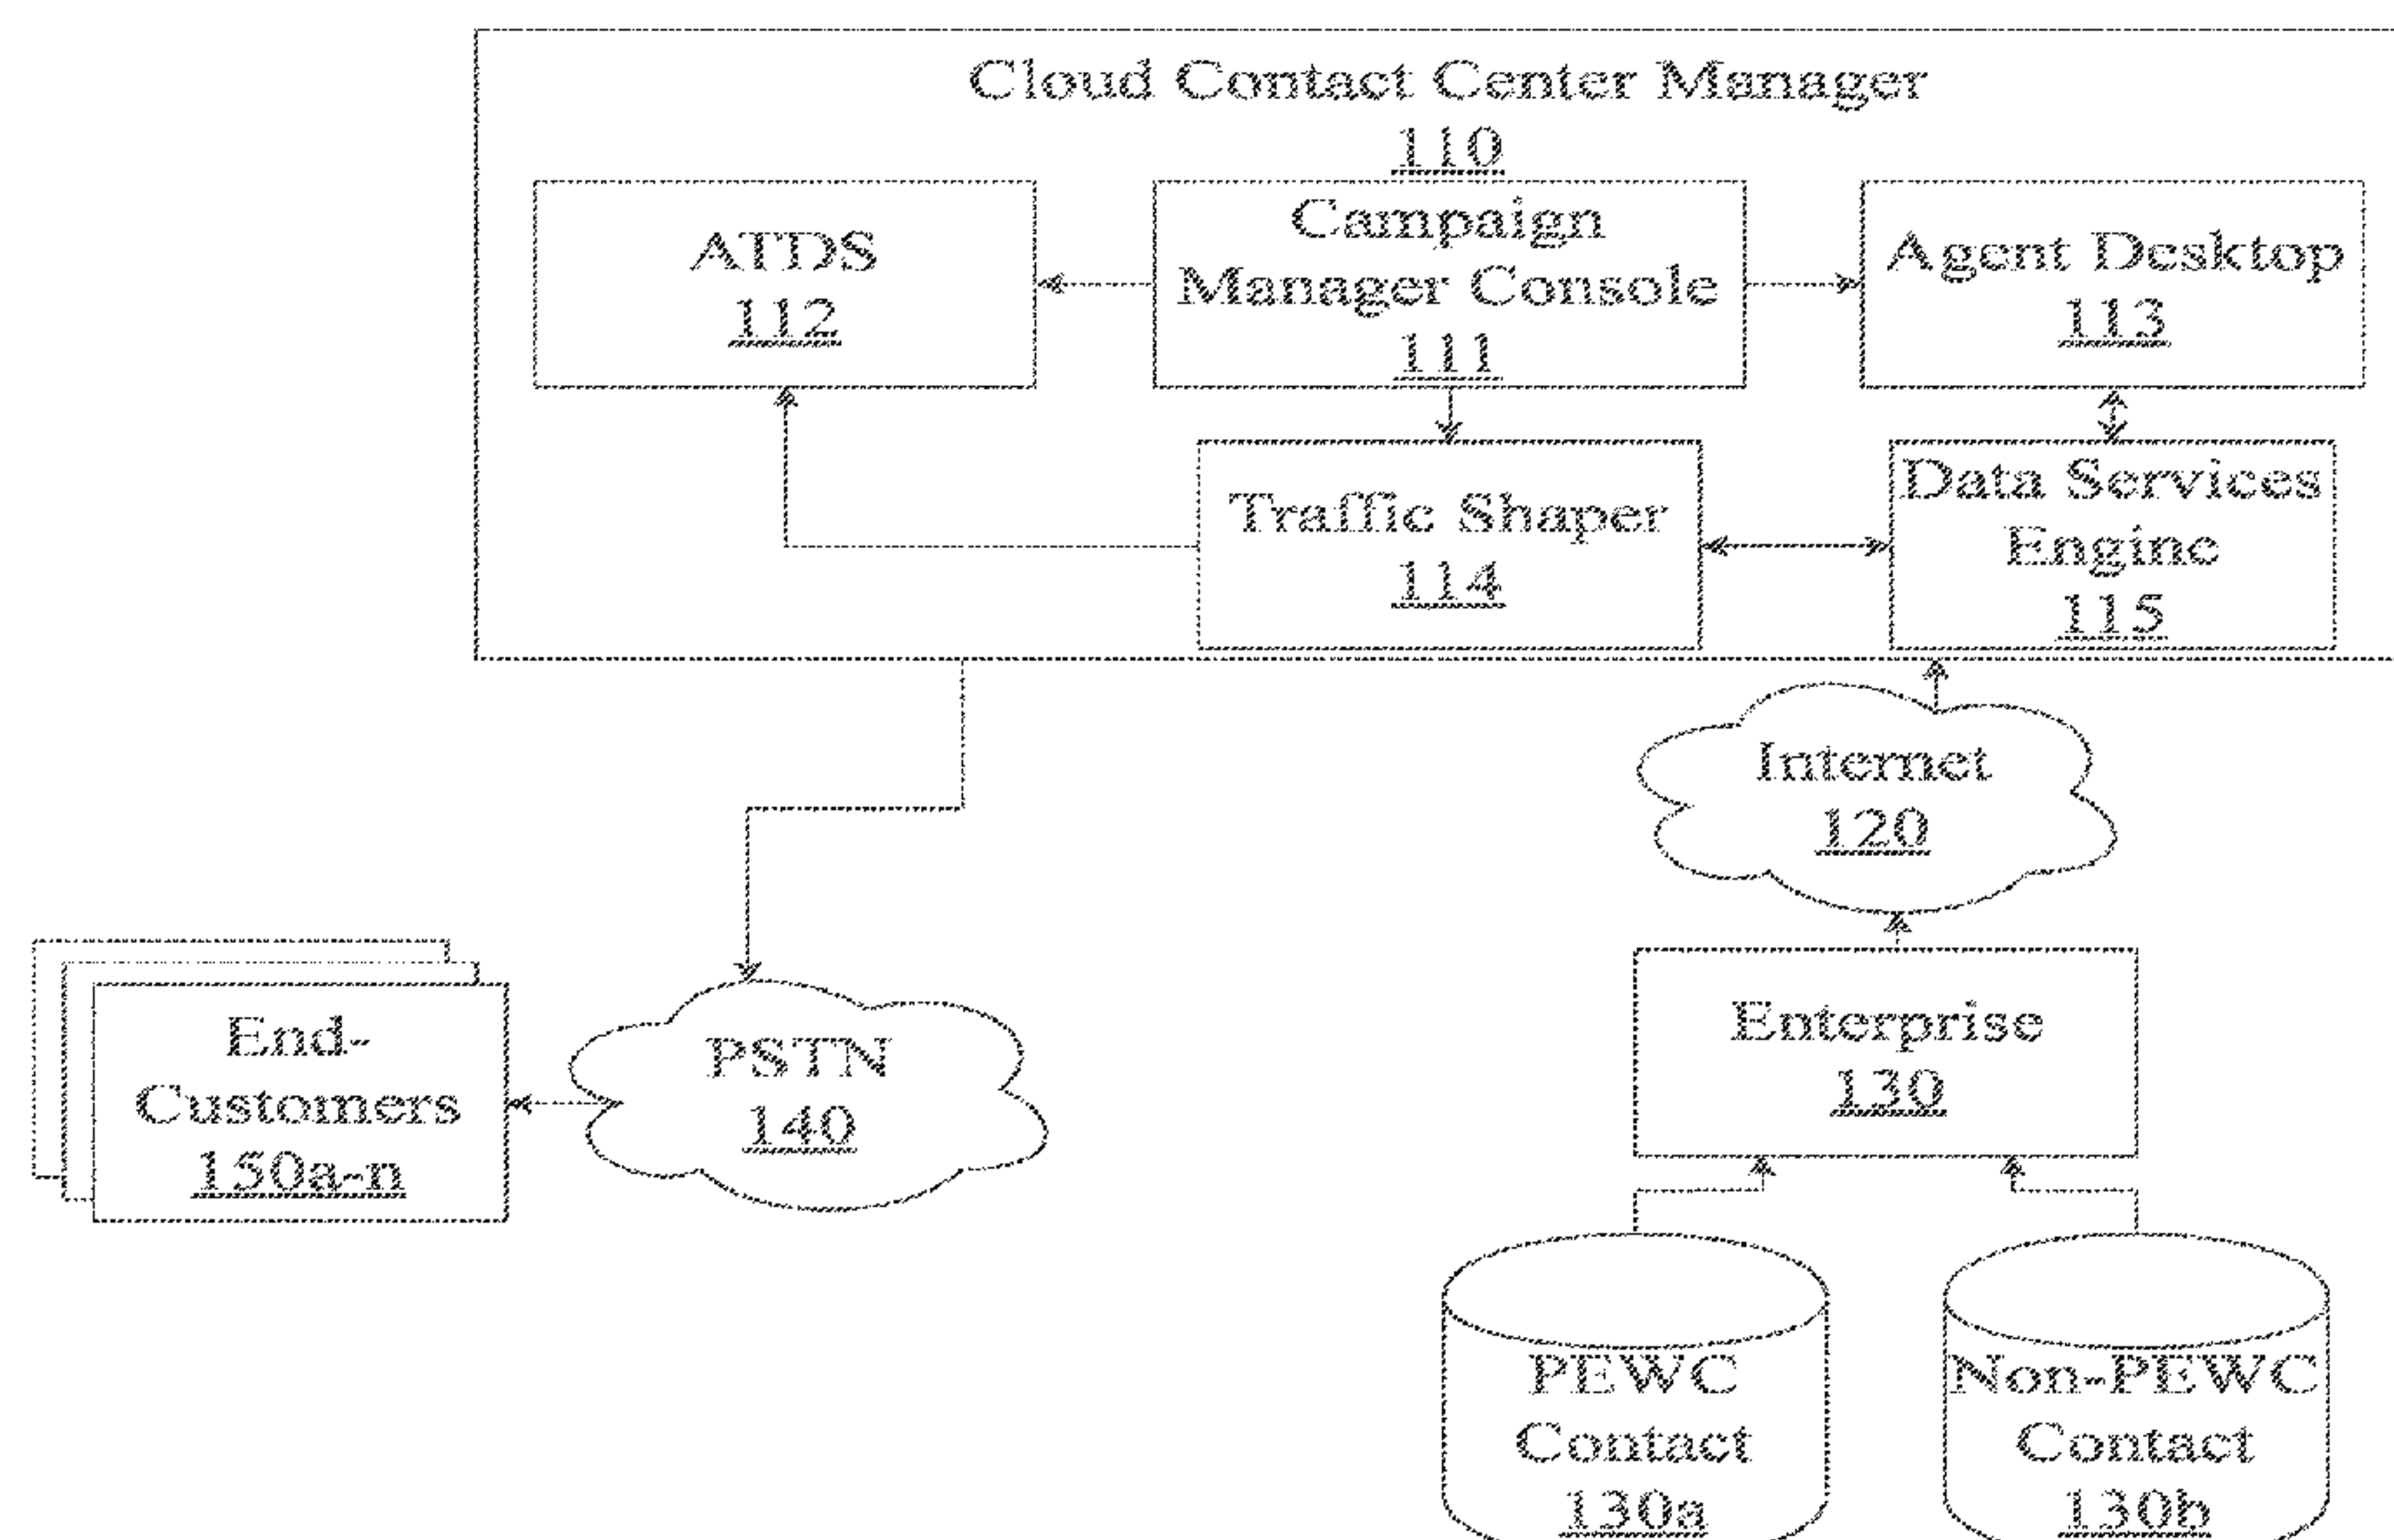 Cloud Contact Center Manager
110
ATDS
112
Campaign
Manager Console
111
Agent Desktop
113
Traffic Shaper
114
Data Services
Engine
115
Internet
120
End-
Customers
150a-n
PSTN
140
Enterprise
130
PEWC
Contact
130a
Non-PEWC
Contact
130b